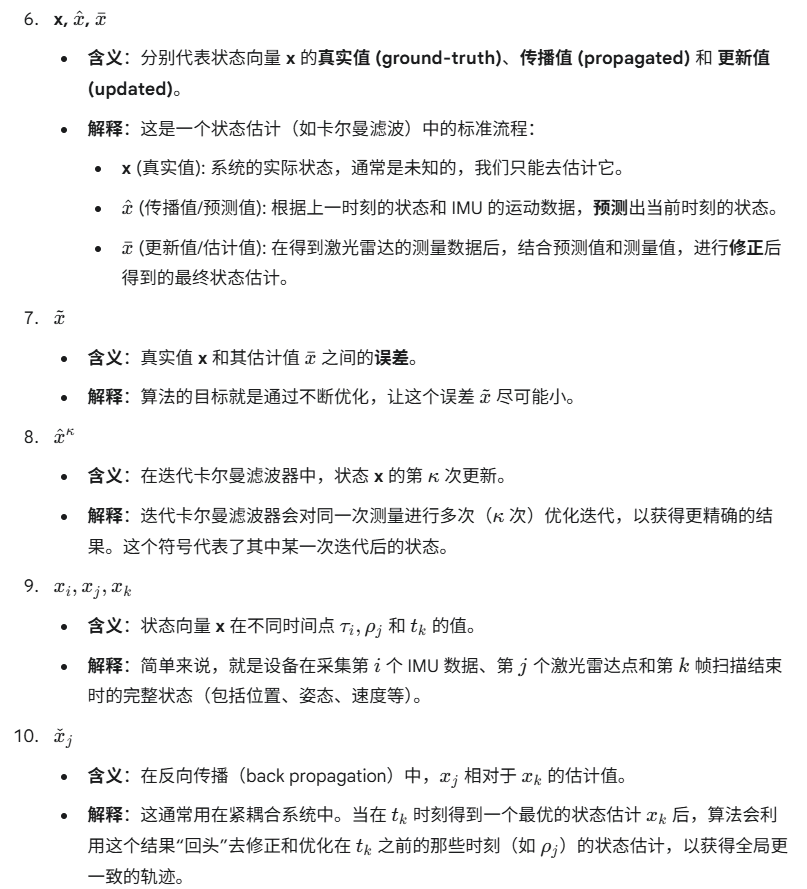 6. x, x̂, x̄
• 含义：分别代表状态向量 x 的真实值 (ground-truth)、传播值 (propagated) 和 更新值
(updated)。
• 解释：这是一个状态估计（如卡尔曼滤波）中的标准流程：
• x (真实值): 系统的实际状态，通常是未知的，我们只能去估计它。
• x̂ (传播值/预测值): 根据上一时刻的状态和 IMU 的运动数据，预测出当前时刻的状态。
• x̄ (更新值/估计值): 在得到激光雷达的测量数据后，结合预测值和测量值，进行修正后
得到的最终状态估计。
7. x̃
• 含义：真实值 x 和其估计值 x̄ 之间的误差。
• 解释：算法的目标就是通过不断优化，让这个误差 x̃ 尽可能小。
8. x̂^κ
• 含义：在迭代卡尔曼滤波器中，状态 x 的第 κ 次更新。
• 解释：迭代卡尔曼滤波器会对同一次测量进行多次（κ 次）优化迭代，以获得更精确的结
果。这个符号代表了其中某一次迭代后的状态。
9. x_i, x_j, x_k
• 含义：状态向量 x 在不同时间点 τ_i, ρ_j 和 t_k 的值。
• 解释：简单来说，就是设备在采集第 i 个 IMU 数据、第 j 个激光雷达点和第 k 帧扫描结束
时的完整状态（包括位置、姿态、速度等）。
10. x̌_j
• 含义：在反向传播（back propagation）中，x_j 相对于 x_k 的估计值。
• 解释：这通常用在紧耦合系统中。当在 t_k 时刻得到一个最优的状态估计 x_k 后，算法会利
用这个结果“回头”去修正和优化在 t_k 之前的那些时刻（如 ρ_j）的状态估计，以获得全局更
一致的轨迹。